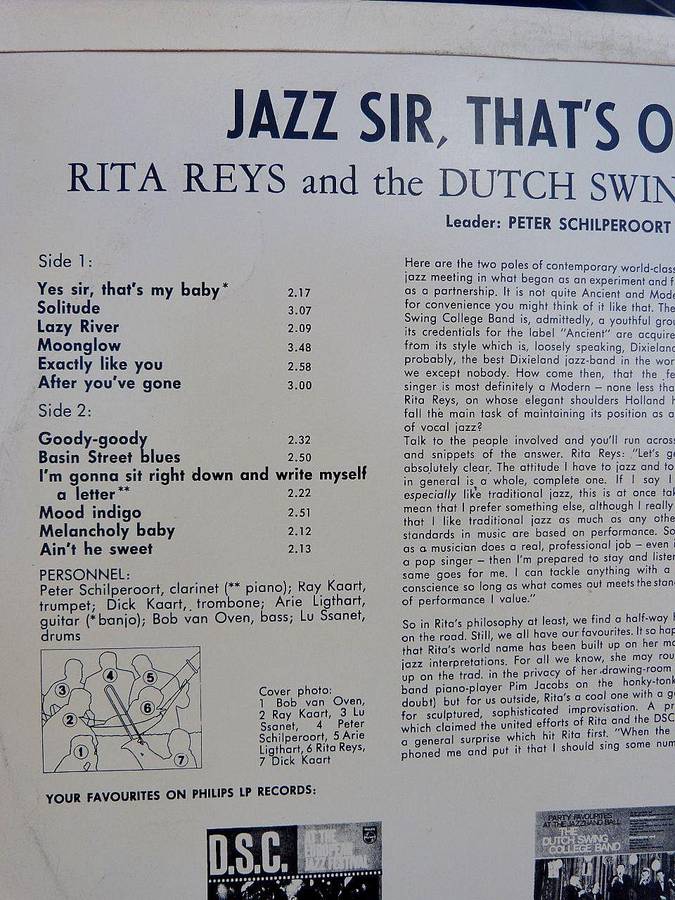 JAZZ SIR, THAT'S O
RITA REYS and the DUTCH SWIN
Leader: PETER SCHILPEROORT
Side 1:
Yes sir, that's my baby* 2.17
Solitude 3.07
Lazy River 2.09
Moonglow 3.48
Exactly like you 2.58
After you've gone 3.00
Side 2:
Goody-goody 2.32
Basin Street blues 2.50
I'm gonna sit right down and write myself
a letter** 2.22
Mood indigo 2.51
Melancholy baby 2.12
Ain't he sweet 2.13
PERSONNEL:
Peter Schilperoort, clarinet (** piano); Ray Kaart,
trumpet; Dick Kaart, trombone; Arie Ligthart,
guitar (*banjo); Bob van Oven, bass; Lu Ssanet,
drums
1
2
3
4
5
6
7
Cover photo:
1 Bob van Oven,
2 Ray Kaart, 3 Lu
Ssanet, 4 Peter
Schilperoort, 5 Arie
Ligthart, 6 Rita Reys,
7 Dick Kaart
Here are the two poles of contemporary world-class
jazz meeting in what began as an experiment and f
as a partnership. It is not quite Ancient and Mode
for convenience you might think of it like that. The
Swing College Band is, admittedly, a youthful grou
its credentials for the label "Ancient" are acquire
from its style which is, loosely speaking, Dixieland
probably, the best Dixieland jazz-band in the wor
we except nobody. How come then, that the fe
singer is most definitely a Modern – none less tha
Rita Reys, on whose elegant shoulders Holland h
fall the main task of maintaining its position as a
of vocal jazz?
Talk to the people involved and you'll run across
and snippets of the answer. Rita Reys: "Let's ge
absolutely clear. The attitude I have to jazz and to
in general is a whole, complete one. If I say I
especially like traditional jazz, this is at once tak
mean that I prefer something else, although I really
that I like traditional jazz as much as any othe
standards in music are based on performance. So
as a musician does a real, professional job – even i
a pop singer – then I'm prepared to stay and listen
same goes for me. I can tackle anything with a
conscience so long as what comes out meets the stan
of performance I value."
So in Rita's philosophy at least, we find a half-way h
on the road. Still, we all have our favourites. It so hap
that Rita's world name has been built up on her mo
jazz interpretations. For all we know, she may rou
up on the trad. in the privacy of her drawing-room
band piano-player Pim Jacobs on the honky-tonk
doubt) but for us outside, Rita's a cool one with a g
for sculptured, sophisticated improvisation. A pr
which claimed the united efforts of Rita and the DSC
a general surprise which hit Rita first. "When the
phoned me and put it that I should sing some num
YOUR FAVOURITES ON PHILIPS LP RECORDS:
D.S.C.
AT THE
EUROPEAN
JAZZ FESTIVAL
PARTY FAVOURITES
AT THE JAZZBAND BALL
THE
DUTCH SWING
COLLEGE BAND